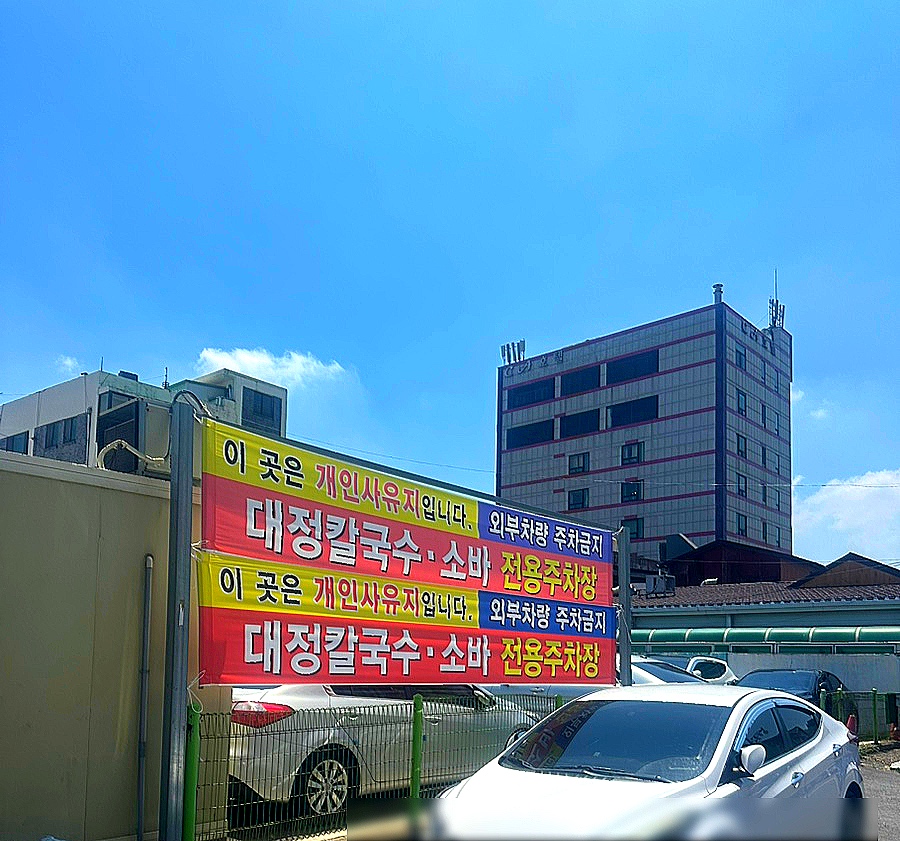 이 곳은 개인사유지입니다. 외부차량 주차금지
대정칼국수·소바 전용주차장
이 곳은 개인사유지입니다. 외부차량 주차금지
대정칼국수·소바 전용주차장